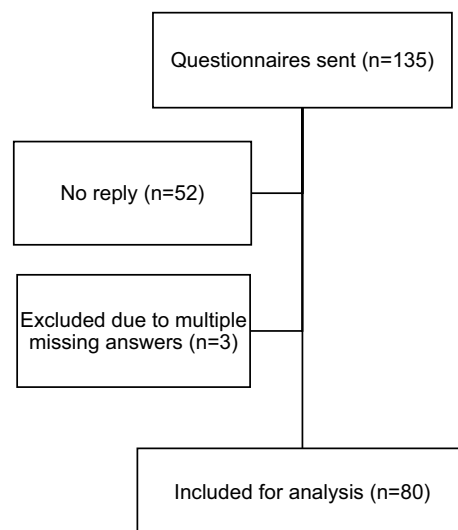 Questionnaires sent (n=135)
No reply (n=52)
Excluded due to multiple
missing answers (n=3)
Included for analysis (n=80)